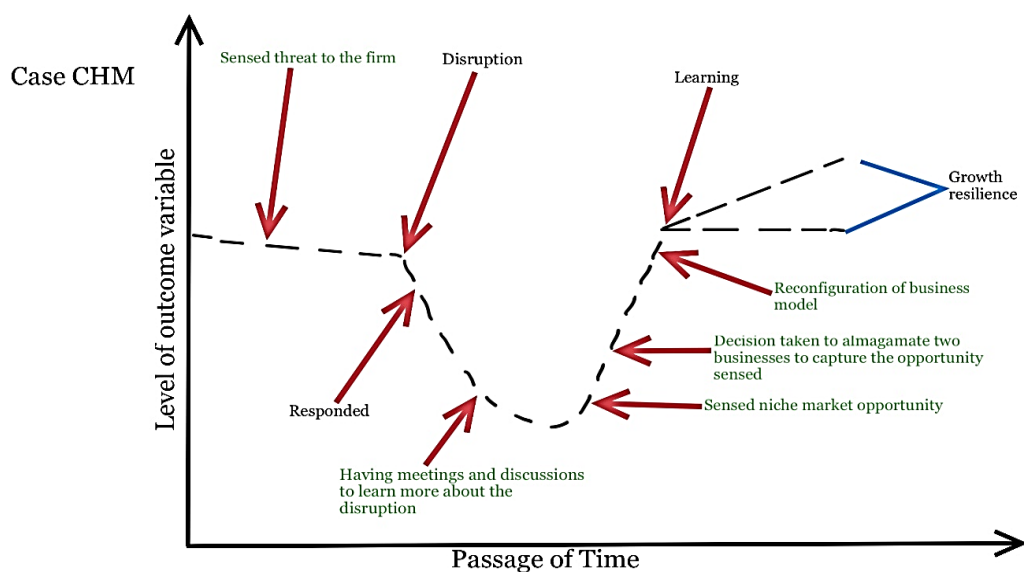 Case CHM
Sensed threat to the firm
Disruption
Learning
Growth
resilience
Level of outcome variable
Reconfiguration of business
model
Decision taken to almagamate two
businesses to capture the opportunity
sensed
Sensed niche market opportunity
Responded
Having meetings and discussions
to learn more about the
disruption
Passage of Time